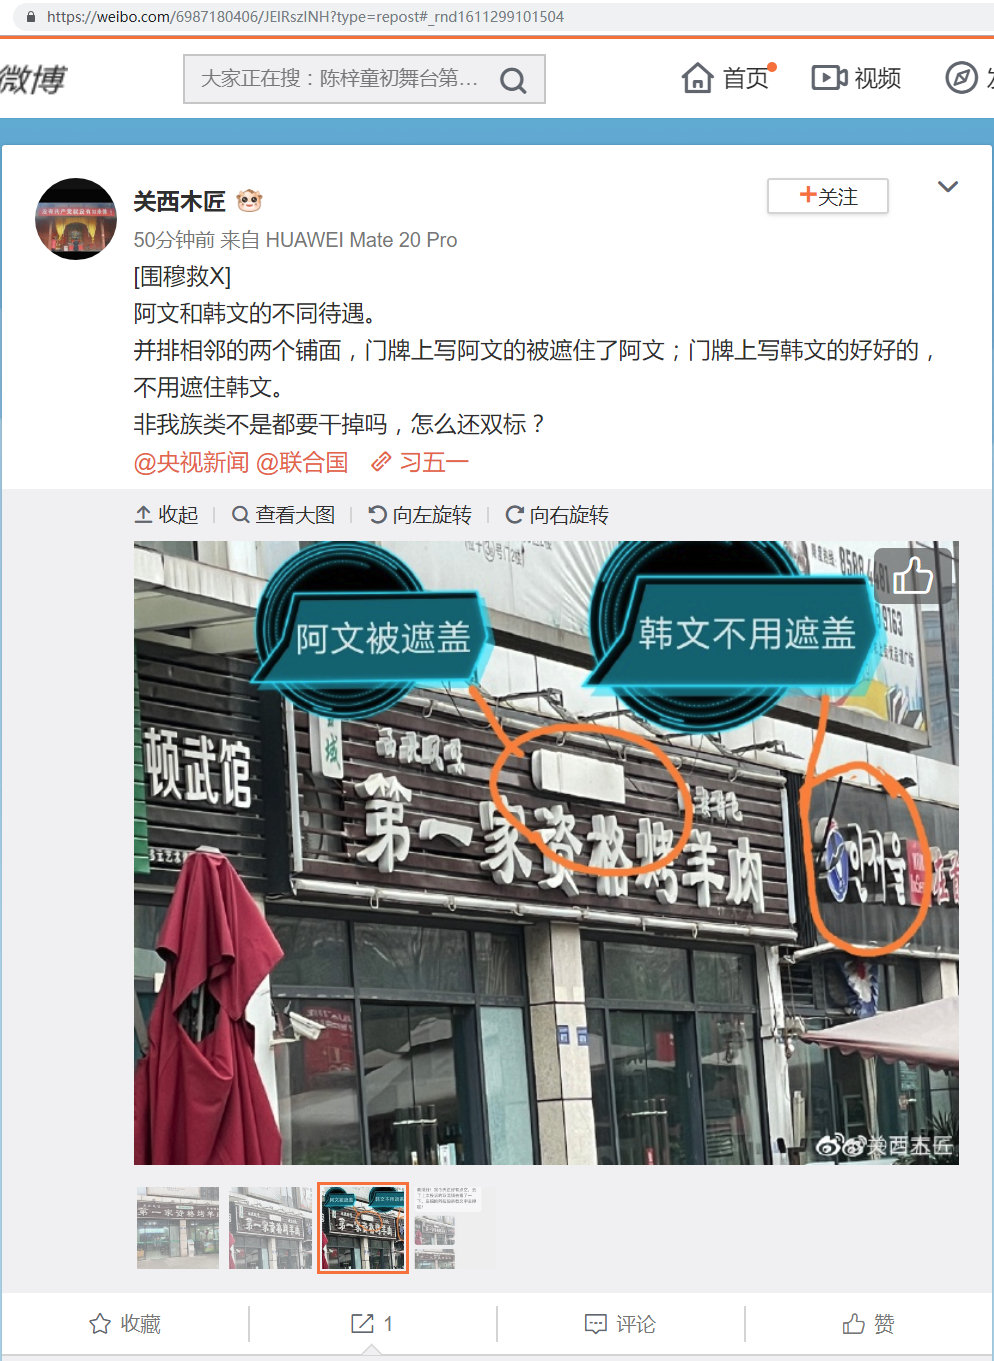 https://weibo.com/6987180406/JElRszlNH?type=repost#_rnd1611299101504
微博
大家正在搜：陈梓童初舞台第...
首页
视频
关西木匠
+关注
50分钟前 来自 HUAWEI Mate 20 Pro
[围穆救X]
阿文和韩文的不同待遇。
并排相邻的两个铺面，门牌上写阿文的被遮住了阿文；门牌上写韩文的好好的，
不用遮住韩文。
非我族类不是都要干掉吗，怎么还双标？
@央视新闻 @联合国 习五一
收起
查看大图
向左旋转
向右旋转
阿文被遮盖
韩文不用遮盖
顿武馆
第一家资格烤羊肉
@关西木匠
收藏
1
评论
赞